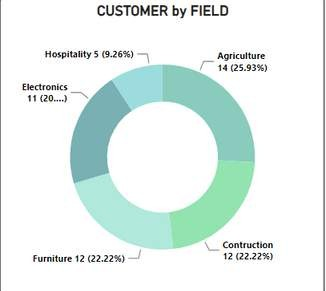 CUSTOMER by FIELD
Hospitality 5 (9.26%)
Agriculture
14 (25.93%)
Electronics
11 (20....)
Contruction
12 (22.22%)
Furniture 12 (22.22%)